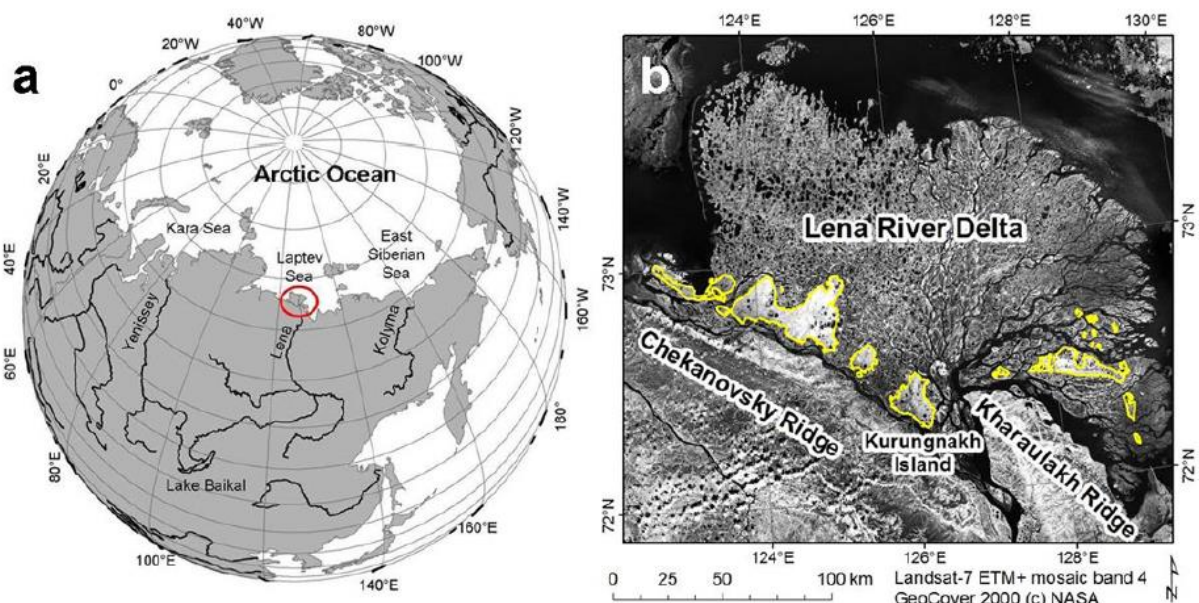 a
40°W
20°W
0°
20°E
40°E
60°E
80°E
100°E
80°W
100°W
120°W
140°W
160°W
180°
160°E
140°E
Arctic Ocean
Kara Sea
Laptev
Sea
East
Siberian
Sea
Yenissey
Lena
Kolyma
Lake Baikal
b
124°E
126°E
128°E
130°E
73°N
72°N
73°N
72°N
Lena River Delta
Chekanovsky Ridge
Kurungnakh
Island
Kharaulakh Ridge
124°E
126°E
128°E
0 25 50 100 km
Landsat-7 ETM+ mosaic band 4
GeoCover 2000 (c) NASA
N